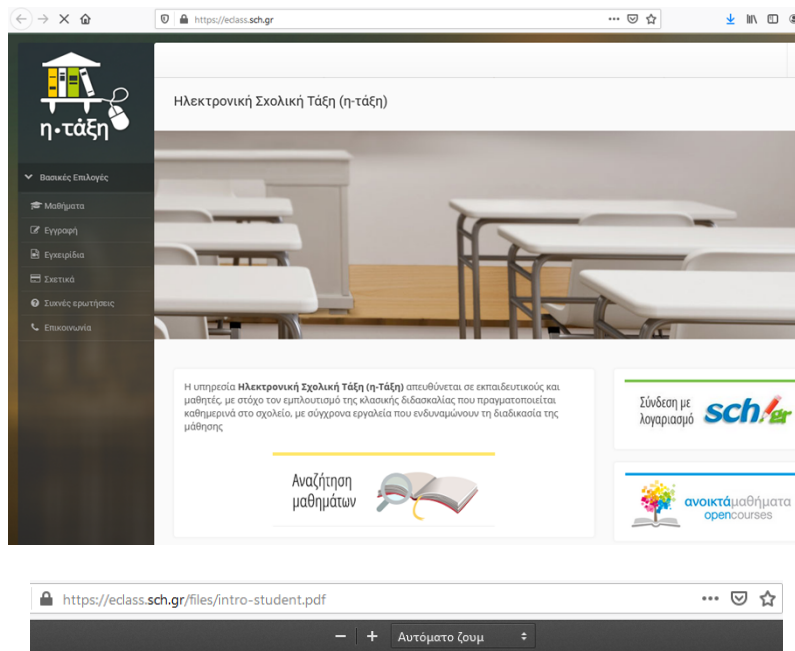 https://eclass.sch.gr
η·τάξη
Ηλεκτρονική Σχολική Τάξη (η-τάξη)
Βασικές Επιλογές
Μαθήματα
Εγγραφή
Εγχειρίδια
Σχετικά
Συχνές ερωτήσεις
Επικοινωνία
Η υπηρεσία Ηλεκτρονική Σχολική Τάξη (η-Τάξη) απευθύνεται σε εκπαιδευτικούς και
μαθητές, με στόχο τον εμπλουτισμό της κλασικής διδασκαλίας που πραγματοποιείται
καθημερινά στο σχολείο, με σύγχρονα εργαλεία που ενδυναμώνουν τη διαδικασία της
μάθησης
Αναζήτηση
μαθημάτων
Σύνδεση με
λογαριασμό
sch.gr
ανοικτάμαθήματα
opencourses
https://eclass.sch.gr/files/intro-student.pdf
Αυτόματο ζουμ